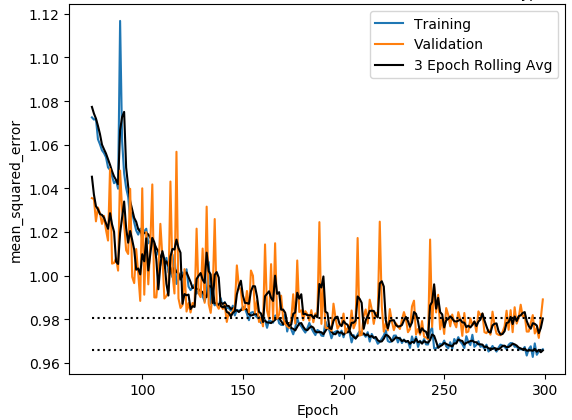 Training
Validation
3 Epoch Rolling Avg
mean_squared_error
1.12
1.10
1.08
1.06
1.04
1.02
1.00
0.98
0.96
100
150
200
250
300
Epoch